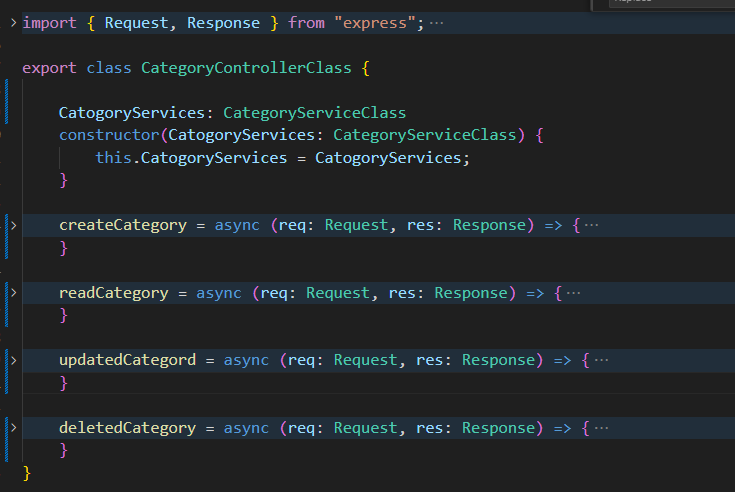 import { Request, Response } from "express"; ···
export class CategoryControllerClass {
CatogoryServices: CategoryServiceClass
constructor(CatogoryServices: CategoryServiceClass) {
this.CatogoryServices = CatogoryServices;
}
createCategory = async (req: Request, res: Response) => { ···
}
readCategory = async (req: Request, res: Response) => { ···
}
updatedCategord = async (req: Request, res: Response) => { ···
}
deletedCategory = async (req: Request, res: Response) => { ···
}
}